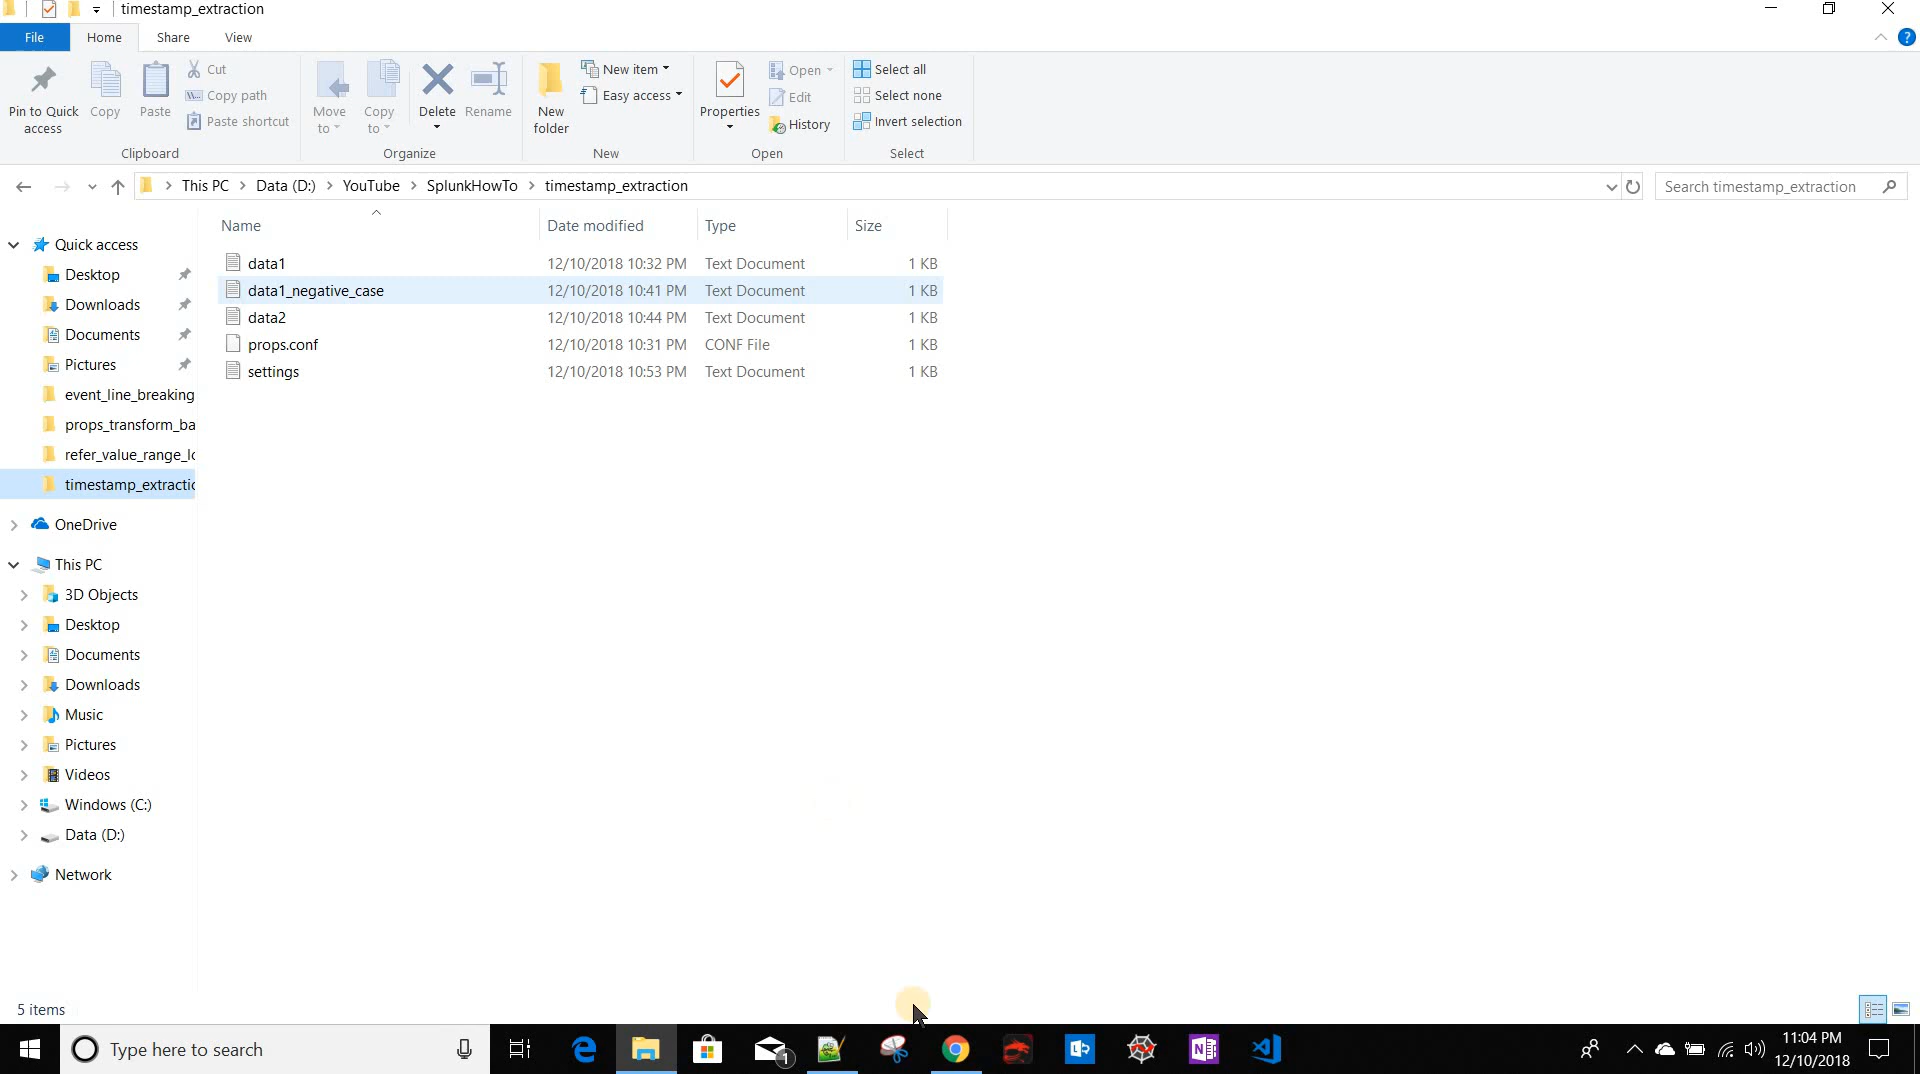 timestamp_extraction
File Home Share View
Pin to Quick access
Copy
Paste
Cut
Copy path
Paste shortcut
Clipboard
Move to
Copy to
Delete
Rename
Organize
New folder
New item
Easy access
New
Properties
Open
Edit
History
Open
Select all
Select none
Invert selection
Select
This PC > Data (D:) > YouTube > SplunkHowTo > timestamp_extraction
Search timestamp_extraction
Name Date modified Type Size
data1 12/10/2018 10:32 PM Text Document 1 KB
data1_negative_case 12/10/2018 10:41 PM Text Document 1 KB
data2 12/10/2018 10:44 PM Text Document 1 KB
props.conf 12/10/2018 10:31 PM CONF File 1 KB
settings 12/10/2018 10:53 PM Text Document 1 KB
Quick access
Desktop
Downloads
Documents
Pictures
event_line_breaking
props_transform_ba
refer_value_range_lo
timestamp_extractio
OneDrive
This PC
3D Objects
Desktop
Documents
Downloads
Music
Pictures
Videos
Windows (C:)
Data (D:)
Network
5 items
Type here to search
1
11:04 PM
12/10/2018